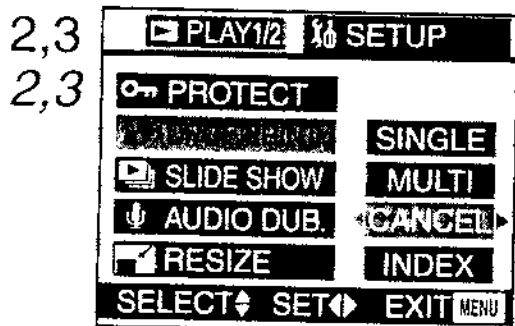 2,3 PLAY1/2 SETUP
2,3 PROTECT
SINGLE
SLIDE SHOW MULTI
AUDIO DUB. CANCEL
RESIZE INDEX
SELECT SET EXIT MENU